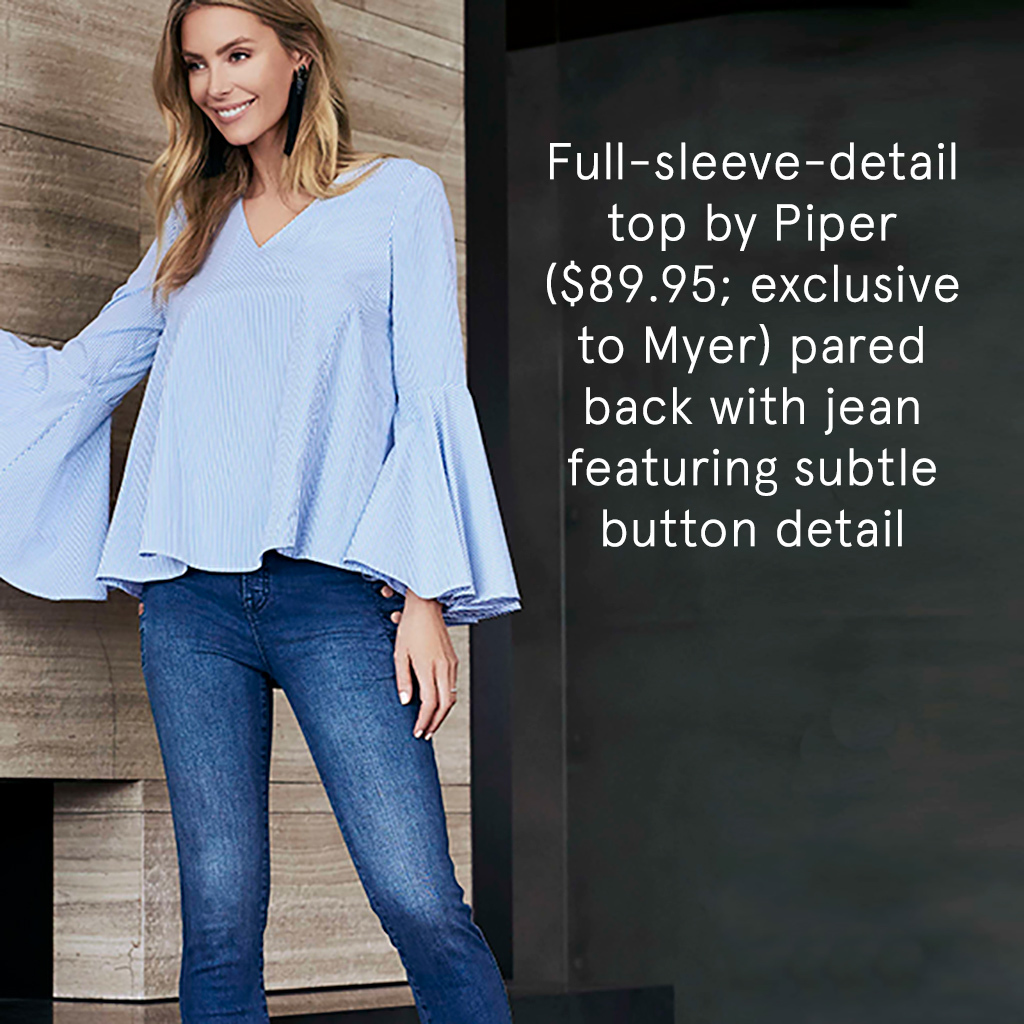 Full-sleeve-detail
top by Piper
($89.95; exclusive
to Myer) pared
back with jean
featuring subtle
button detail